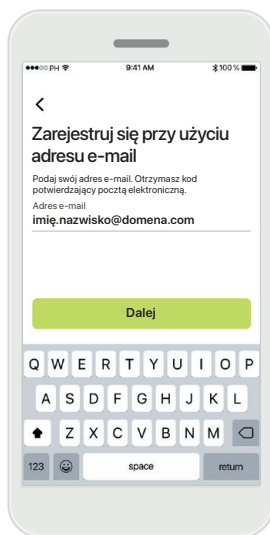 PH 9:41 AM 100%
Zarejestruj się przy użyciu
adresu e-mail
Podaj swój adres e-mail. Otrzymasz kod
potwierdzający pocztą elektroniczną.
Adres e-mail
imię.nazwisko@domena.com
Dalej
Q W E R T Y U I O P
A S D F G H J K L
Z X C V B N M
123 space return